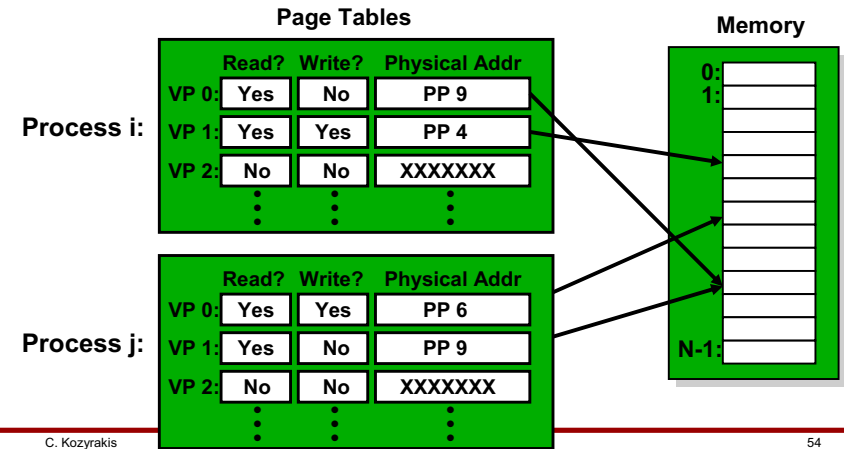 Page Tables
Memory
Read? Write? Physical Addr
VP 0: Yes No PP 9
Process i: VP 1: Yes Yes PP 4
VP 2: No No XXXXXXX
0:
1:
N-1:
Read? Write? Physical Addr
VP 0: Yes Yes PP 6
Process j: VP 1: Yes No PP 9
VP 2: No No XXXXXXX
C. Kozyrakis
54